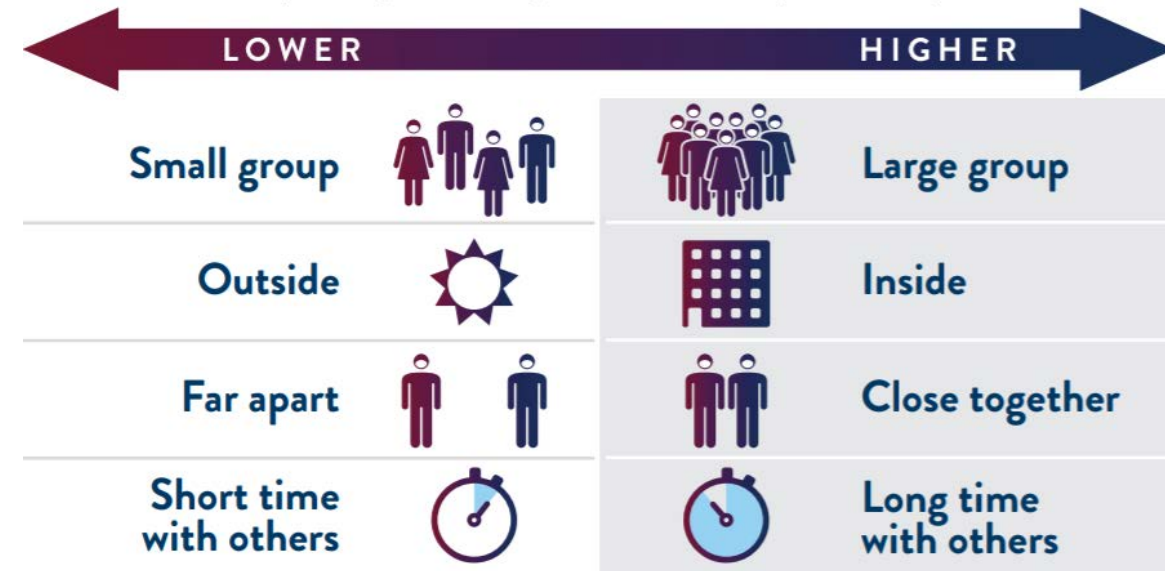 LOWER HIGHER
Small group Large group
Outside Inside
Far apart Close together
Short time Long time
with others with others